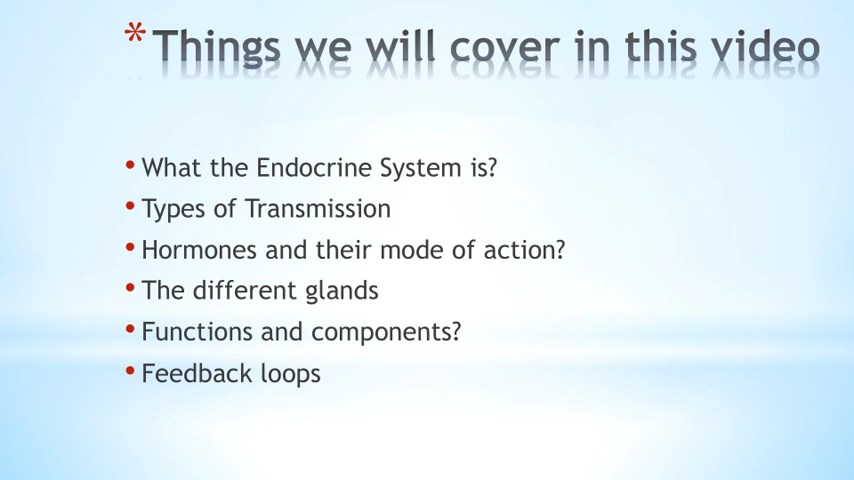 * Things we will cover in this video
• What the Endocrine System is?
• Types of Transmission
• Hormones and their mode of action?
• The different glands
• Functions and components?
• Feedback loops